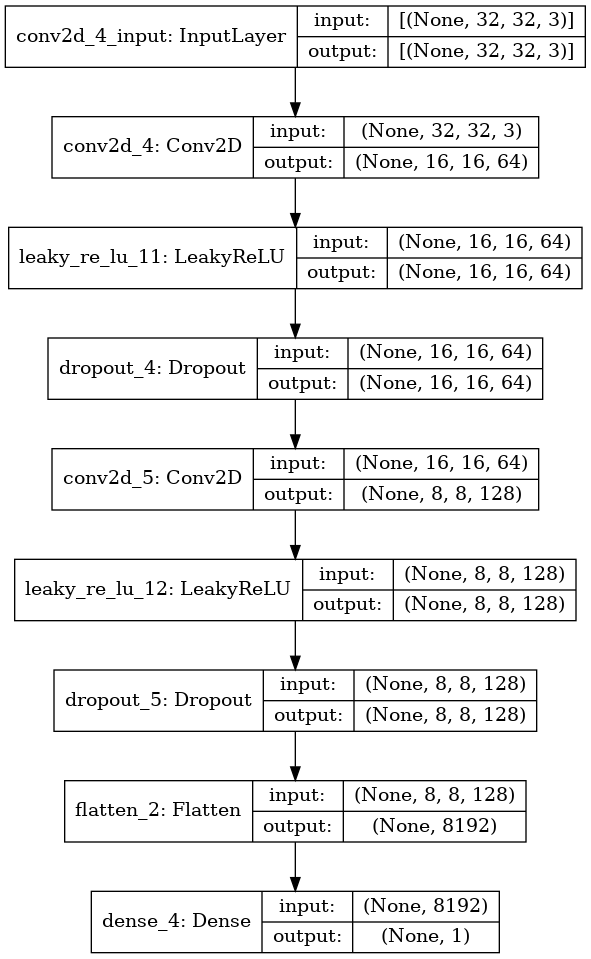 conv2d_4_input: InputLayer
input:
[(None, 32, 32, 3)]
output:
[(None, 32, 32, 3)]
conv2d_4: Conv2D
input:
(None, 32, 32, 3)
output:
(None, 16, 16, 64)
leaky_re_lu_11: LeakyReLU
input:
(None, 16, 16, 64)
output:
(None, 16, 16, 64)
dropout_4: Dropout
input:
(None, 16, 16, 64)
output:
(None, 16, 16, 64)
conv2d_5: Conv2D
input:
(None, 16, 16, 64)
output:
(None, 8, 8, 128)
leaky_re_lu_12: LeakyReLU
input:
(None, 8, 8, 128)
output:
(None, 8, 8, 128)
dropout_5: Dropout
input:
(None, 8, 8, 128)
output:
(None, 8, 8, 128)
flatten_2: Flatten
input:
(None, 8, 8, 128)
output:
(None, 8192)
dense_4: Dense
input:
(None, 8192)
output:
(None, 1)